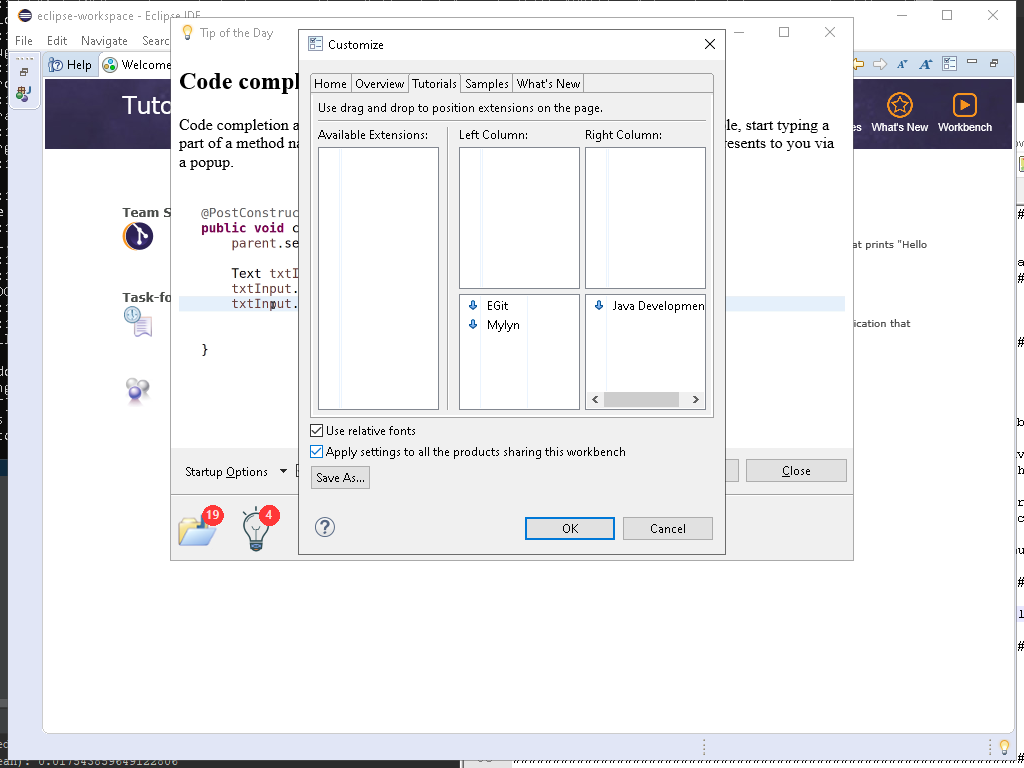 eclipse-workspace - Eclipse IDE
File Edit Navigate Searc
Help
Welcome
Tip of the Day
Customize
Home Overview Tutorials Samples What's New
Use drag and drop to position extensions on the page.
Available Extensions:
Left Column:
Right Column:
EGit
Mylyn
Java Developmen
Use relative fonts
Apply settings to all the products sharing this workbench
Save As...
OK
Cancel
Code compl
Code completion a
le, start typing a
part of a method na
resents to you via
a popup.
@PostConstruc
public void c
parent.se
Text txtI
txtInput.
txtInput.
}
Startup Options
Close
19
4
Tuto
es
What's New
Workbench
Team S
at prints "Hello
Task-fo
ication that
ean): 0.017543859649122806